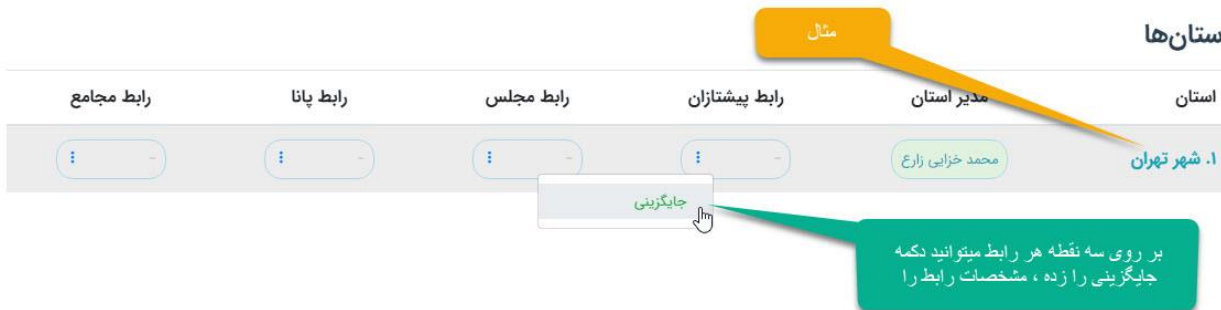 ستان‌ها
مثال
استان
مدیر استان
رابط پیشتازان
رابط مجلس
رابط پانا
رابط مجامع
۱. شهر تهران
محمد خزایی زارع
-
-
-
-
جایگزینی
بر روی سه نقطه هر رابط میتوانید دکمه
جایگزینی را زده ، مشخصات رابط را